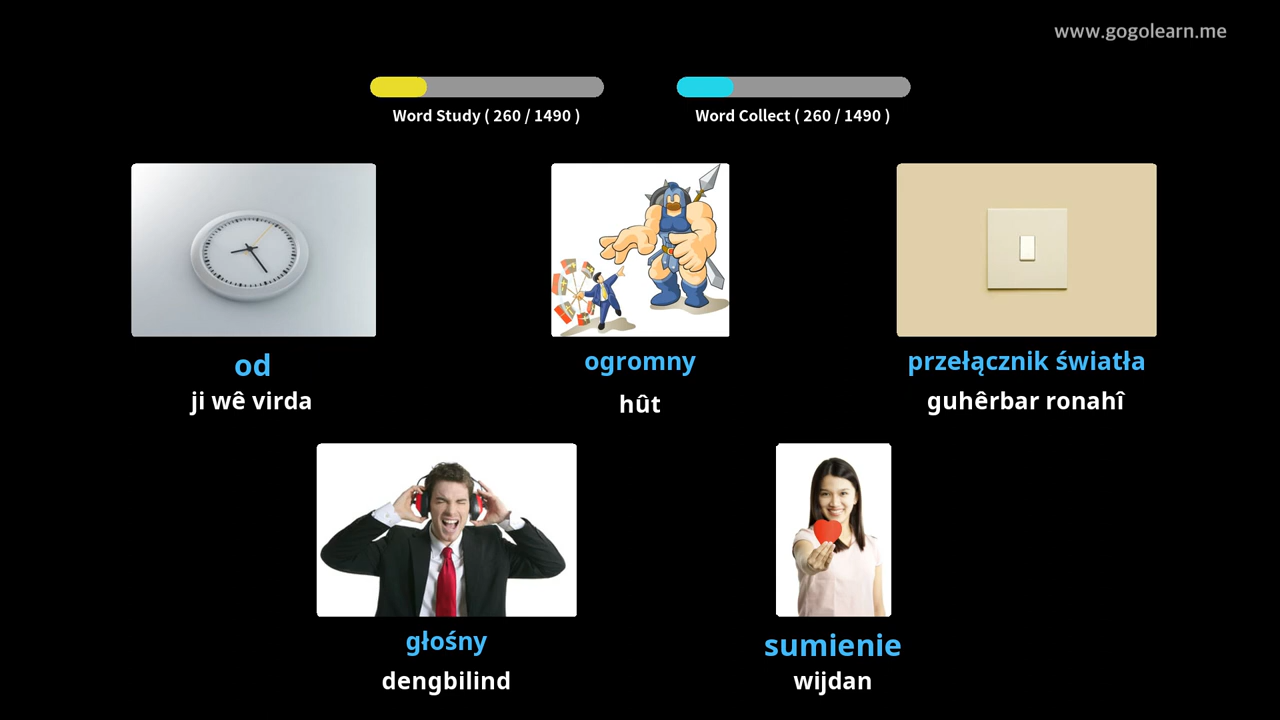 www.gogolearn.me
Word Study ( 260 / 1490 )
Word Collect ( 260 / 1490 )
od
ji wê virda
ogromny
hût
przełącznik światła
guhêrbar ronahî
głośny
dengbilind
sumienie
wijdan